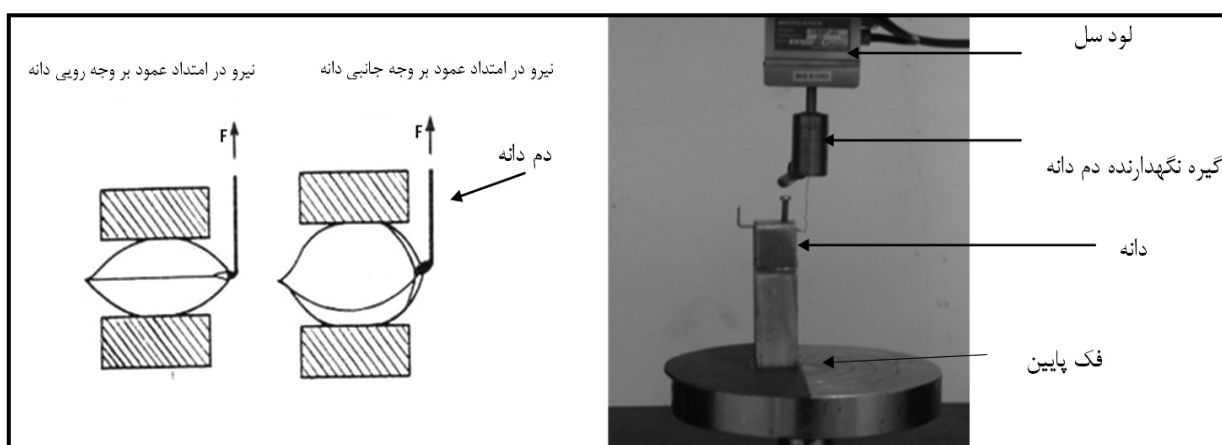 لود سل
نیرو در امتداد عمود بر وجه جانبی دانه
نیرو در امتداد عمود بر وجه رویی دانه
F
F
دم دانه
گیره نگهدارنده دم دانه
دانه
فک پایین